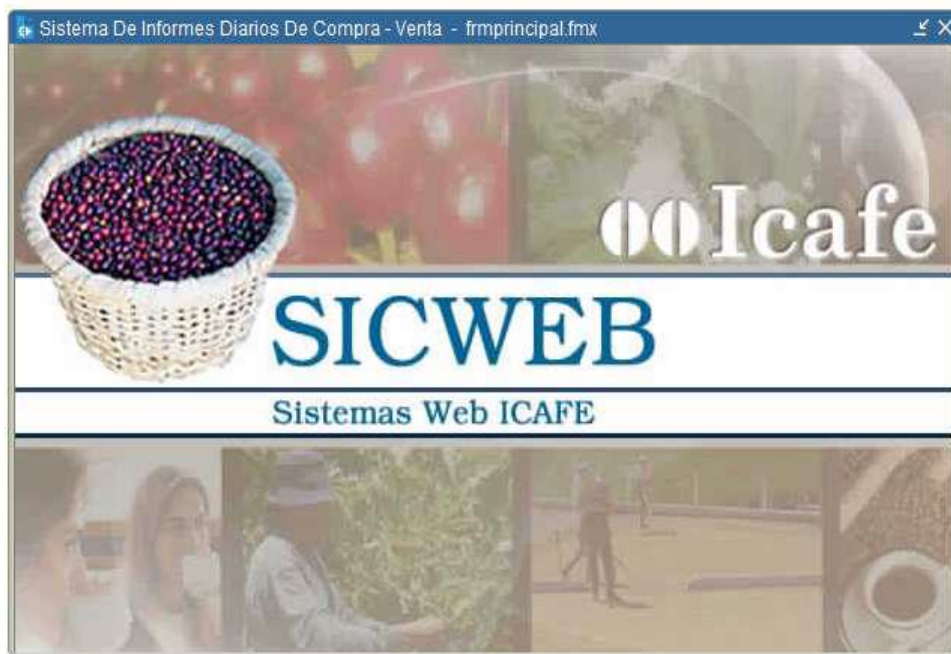 Sistema De Informes Diarios De Compra - Venta - frmprincipal.fmx
Icafe
SICWEB
Sistemas Web ICAFE